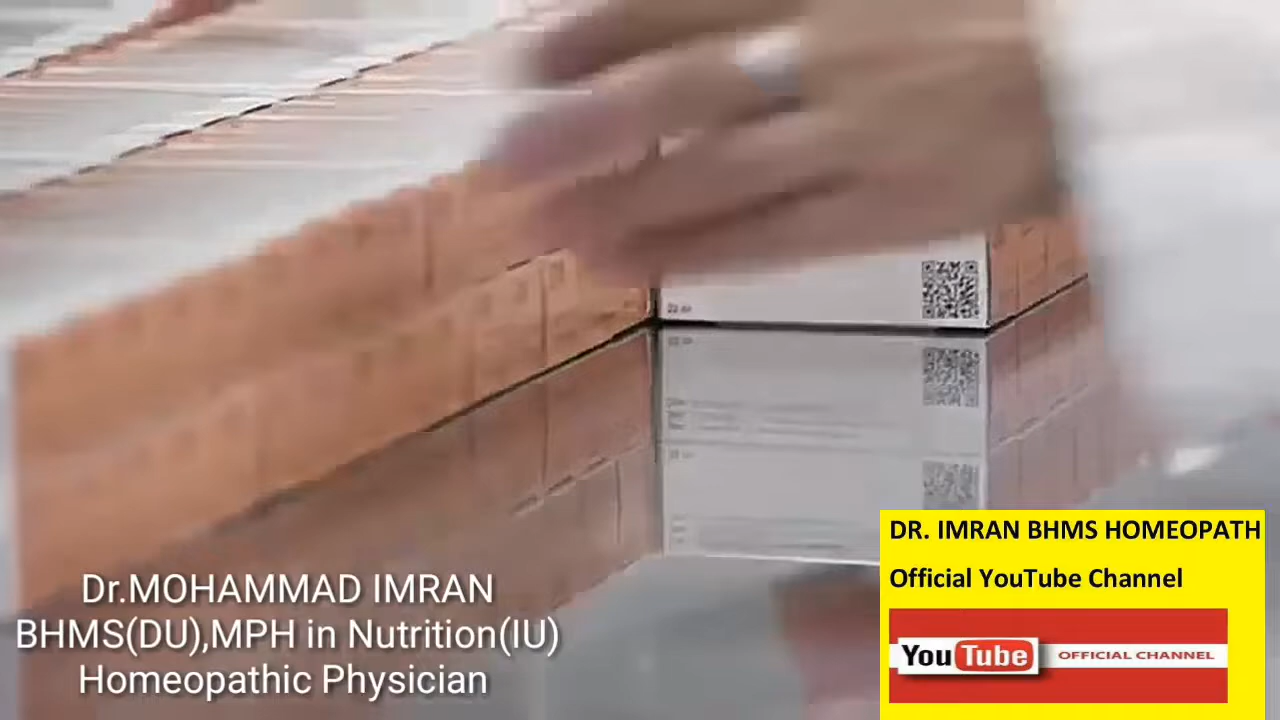 Dr.MOHAMMAD IMRAN
BHMS(DU),MPH in Nutrition(IU)
Homeopathic Physician
DR. IMRAN BHMS HOMEOPATH
Official YouTube Channel
YouTube OFFICIAL CHANNEL